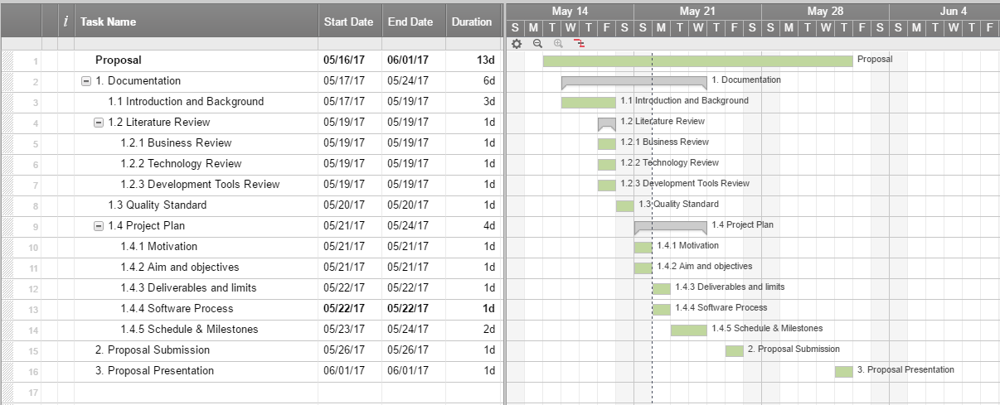 i Task Name Start Date End Date Duration May 14 May 21 May 28 Jun 4
S M T W T F S S M T W T F S S M T W T F S S M T W T F
1 Proposal 05/16/17 06/01/17 13d Proposal
2 1. Documentation 05/17/17 05/24/17 6d 1. Documentation
3 1.1 Introduction and Background 05/17/17 05/19/17 3d 1.1 Introduction and Background
4 1.2 Literature Review 05/19/17 05/19/17 1d 1.2 Literature Review
5 1.2.1 Business Review 05/19/17 05/19/17 1d 1.2.1 Business Review
6 1.2.2 Technology Review 05/19/17 05/19/17 1d 1.2.2 Technology Review
7 1.2.3 Development Tools Review 05/19/17 05/19/17 1d 1.2.3 Development Tools Review
8 1.3 Quality Standard 05/20/17 05/20/17 1d 1.3 Quality Standard
9 1.4 Project Plan 05/21/17 05/24/17 4d 1.4 Project Plan
10 1.4.1 Motivation 05/21/17 05/21/17 1d 1.4.1 Motivation
11 1.4.2 Aim and objectives 05/21/17 05/21/17 1d 1.4.2 Aim and objectives
12 1.4.3 Deliverables and limits 05/22/17 05/22/17 1d 1.4.3 Deliverables and limits
13 1.4.4 Software Process 05/22/17 05/22/17 1d 1.4.4 Software Process
14 1.4.5 Schedule & Milestones 05/23/17 05/24/17 2d 1.4.5 Schedule & Milestones
15 2. Proposal Submission 05/26/17 05/26/17 1d 2. Proposal Submission
16 3. Proposal Presentation 06/01/17 06/01/17 1d 3. Proposal Presentation
17